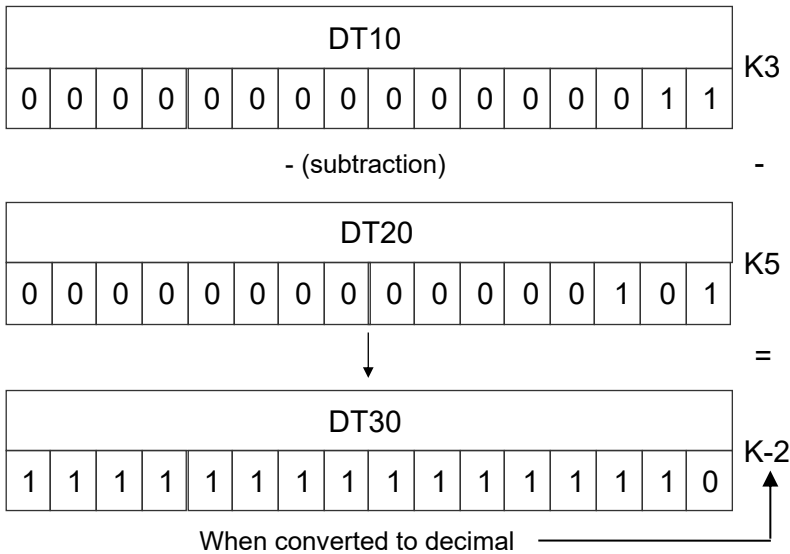 DT10
K3
0 0 0 0 0 0 0 0 0 0 0 0 0 0 1 1
- (subtraction) -
DT20
K5
0 0 0 0 0 0 0 0 0 0 0 0 0 1 0 1
=
DT30
K-2
1 1 1 1 1 1 1 1 1 1 1 1 1 1 1 0
When converted to decimal